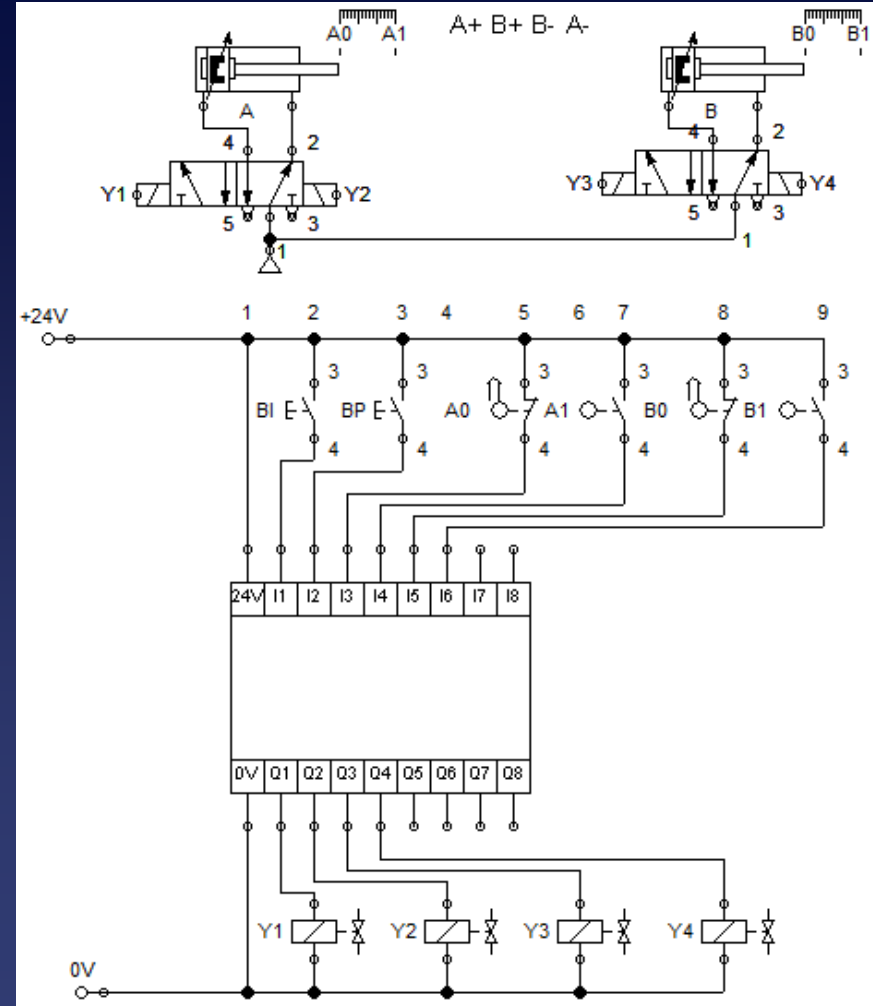 A0 A1 A+ B+ B- A- B0 B1
A B
4 2 4 2
Y1 Y2 Y3 Y4
5 3 5 3
1 1
+24V 1 2 3 4 5 6 7 8 9
3 3 3 3 3 3
BI BP A0 A1 B0 B1
4 4 4 4 4 4
24V I1 I2 I3 I4 I5 I6 I7 I8
0V Q1 Q2 Q3 Q4 Q5 Q6 Q7 Q8
Y1 Y2 Y3 Y4
0V